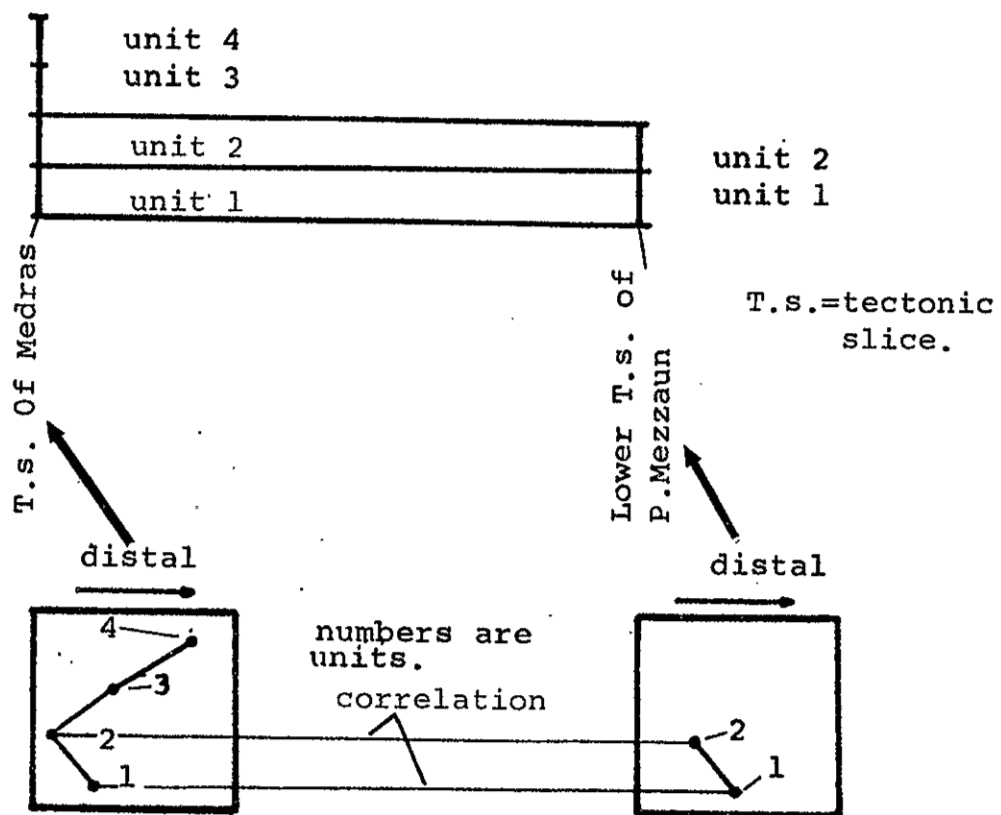 unit 4
unit 3
unit 2
unit 1
unit 2
unit 1
T.s. Of Medras
Lower T.s. of
P.Mezzaun
T.s.=tectonic
slice.
distal
distal
4
3
2
1
numbers are
units.
correlation
2
1